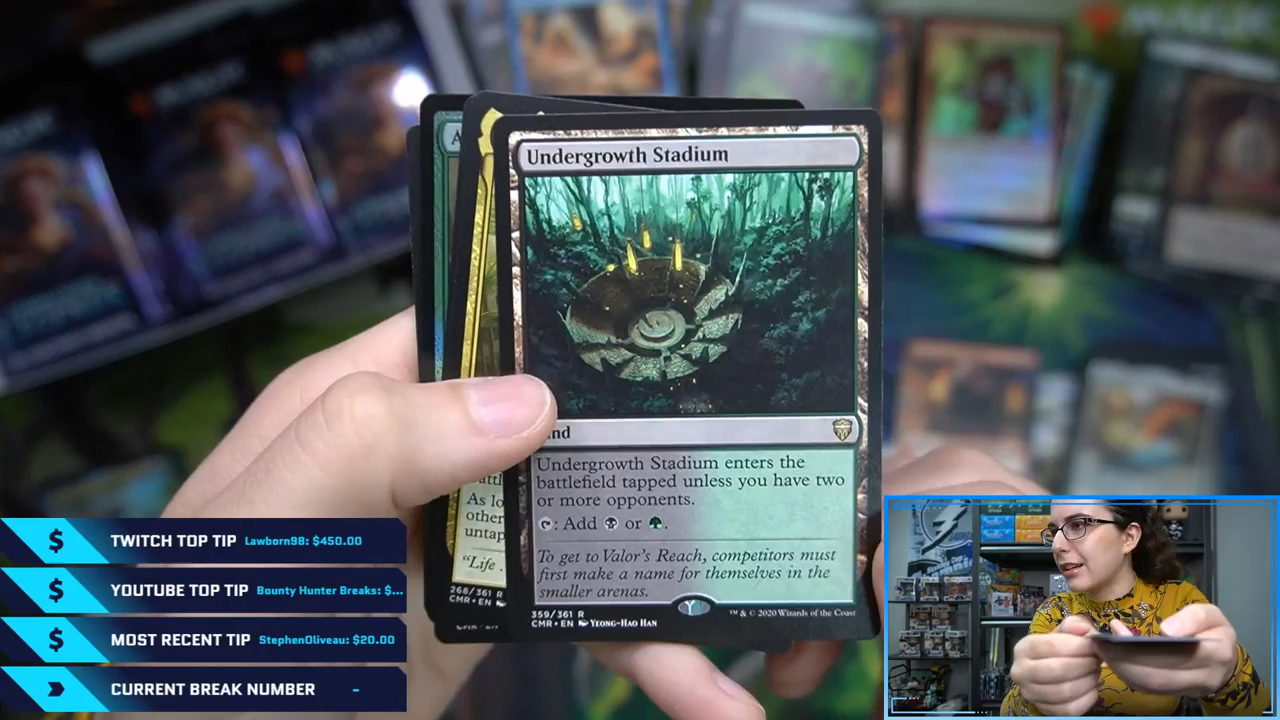 MAGIC
Undergrowth Stadium
A
nd
Undergrowth Stadium enters the
battlefield tapped unless you have two
or more opponents.
: Add or .
To get to Valor's Reach, competitors must
first make a name for themselves in the
smaller arenas.
359/361 R
CMR • EN Yeong-Hao Han
™ & © 2020 Wizards of the Coast
battl
As lo
other
untap
"Life .
268/361 R
CMR • EN
$ TWITCH TOP TIP Lawborn98: $450.00
$ YOUTUBE TOP TIP Bounty Hunter Breaks: $...
$ MOST RECENT TIP StephenOliveau: $20.00
CURRENT BREAK NUMBER -